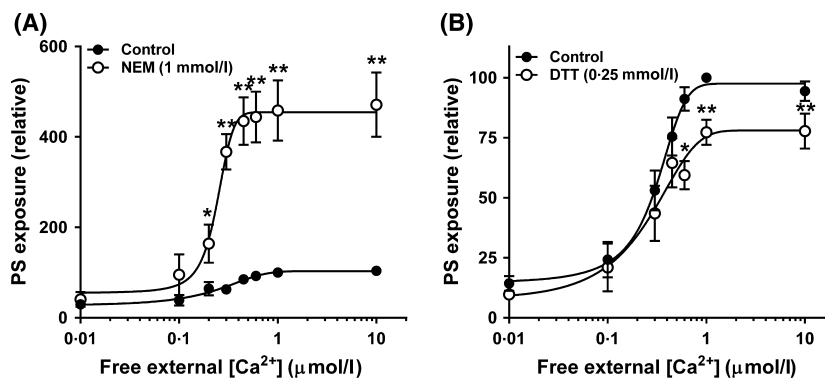 (A)
Control
NEM (1 mmol/l)
600
400
200
0
PS exposure (relative)
*
**
**
**
**
**
0·01 0·1 1 10
Free external [Ca2+] (μmol/l)
(B)
Control
DTT (0·25 mmol/l)
100
75
50
25
0
PS exposure (relative)
*
**
**
0·01 0·1 1 10
Free external [Ca2+] (μmol/l)